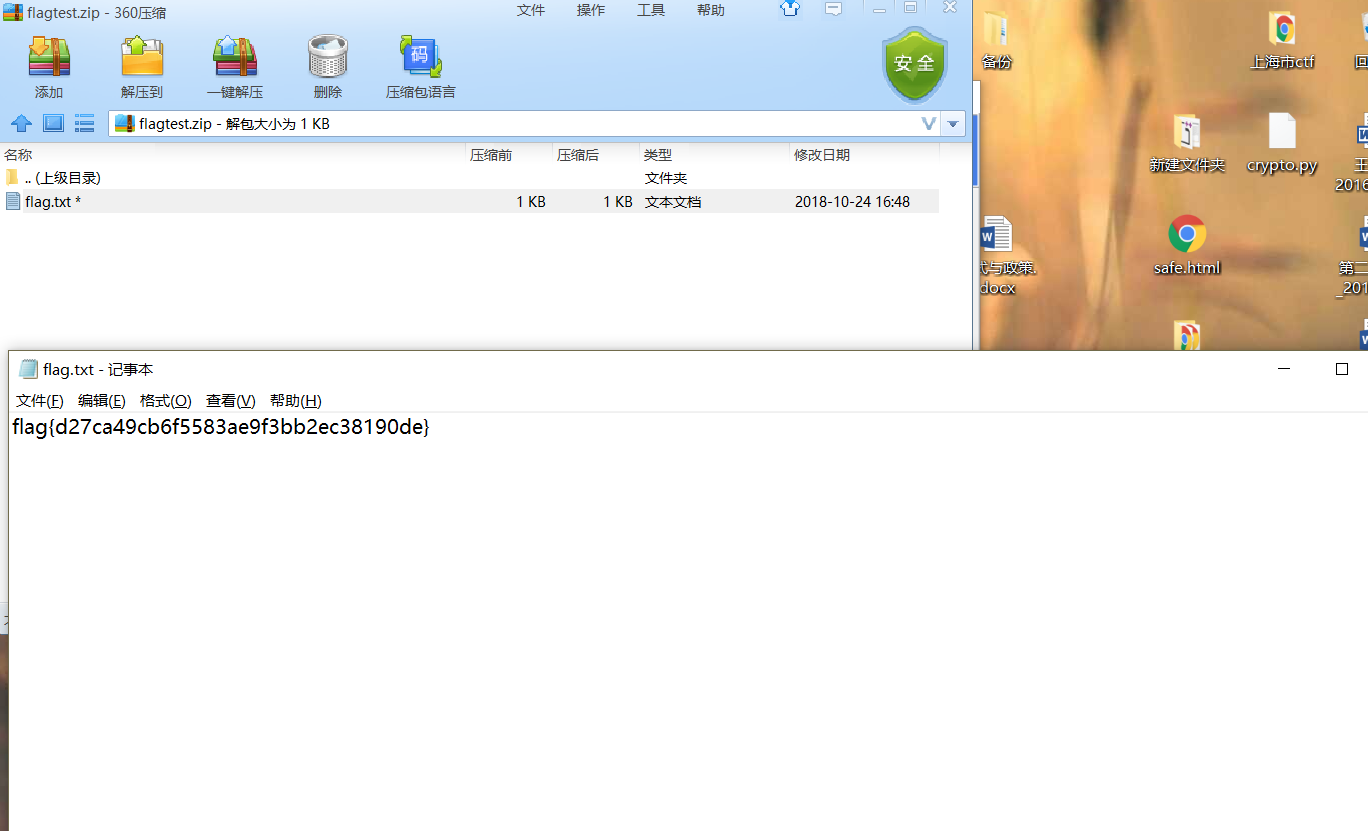 flagtest.zip - 360压缩
文件 操作 工具 帮助
添加 解压到 一键解压 删除 码 压缩包语言 安全
flagtest.zip - 解包大小为 1 KB
名称 压缩前 压缩后 类型 修改日期
.. (上级目录) 文件夹
flag.txt * 1 KB 1 KB 文本文档 2018-10-24 16:48
备份
上海市ctf
回
新建文件夹
crypto.py
王
2016
式与政策.
docx
safe.html
第二
_201
flag.txt - 记事本
文件(F) 编辑(E) 格式(O) 查看(V) 帮助(H)
flag{d27ca49cb6f5583ae9f3bb2ec38190de}